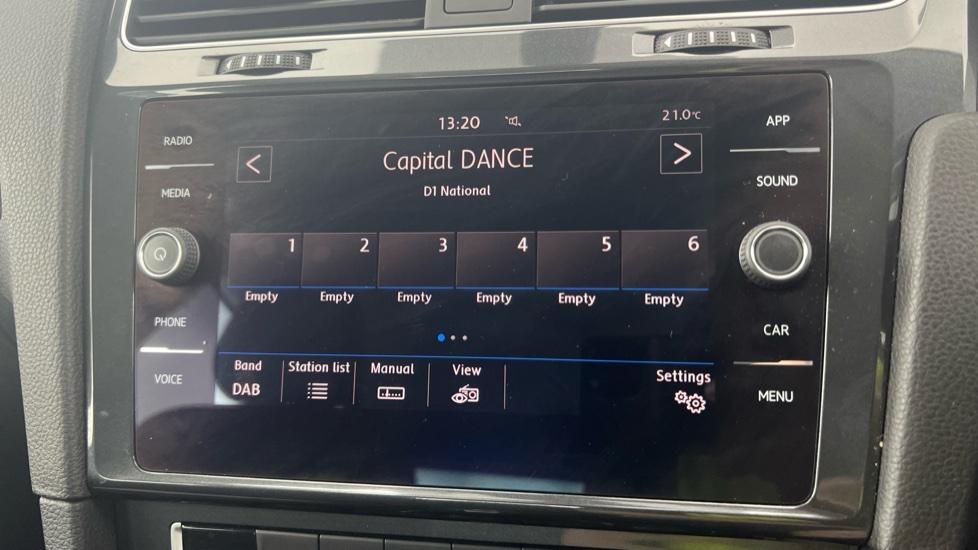 13:20 21.0°C
RADIO
MEDIA
Capital DANCE
D1 National
APP
SOUND
1 2 3 4 5 6
Empty Empty Empty Empty Empty Empty
PHONE
VOICE
CAR
MENU
Band Station list Manual View Settings
DAB